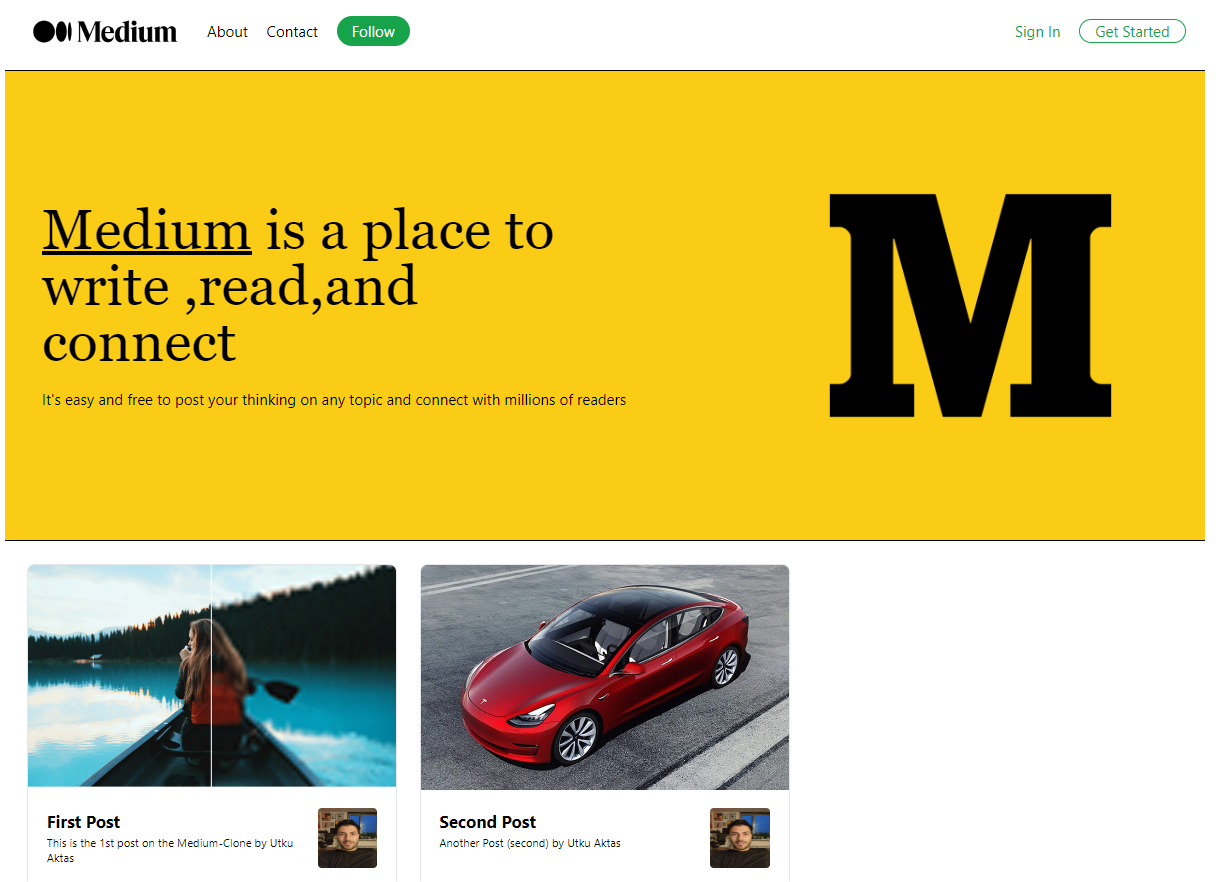 Medium About Contact Follow Sign In Get Started
Medium is a place to
write ,read,and
connect
It's easy and free to post your thinking on any topic and connect with millions of readers
M
First Post
This is the 1st post on the Medium-Clone by Utku
Aktas
Second Post
Another Post (second) by Utku Aktas